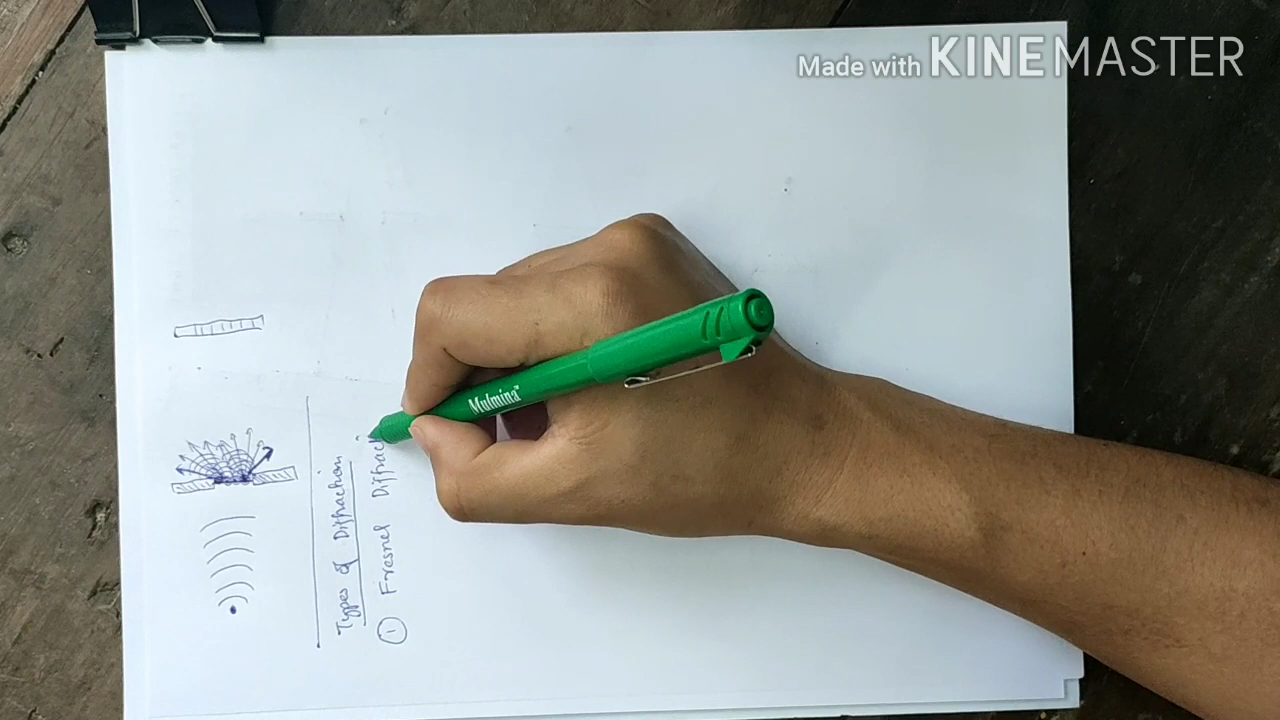 Made with KINEMASTER
Types of Diffraction
① Fresnel Diffrac
Mulmina